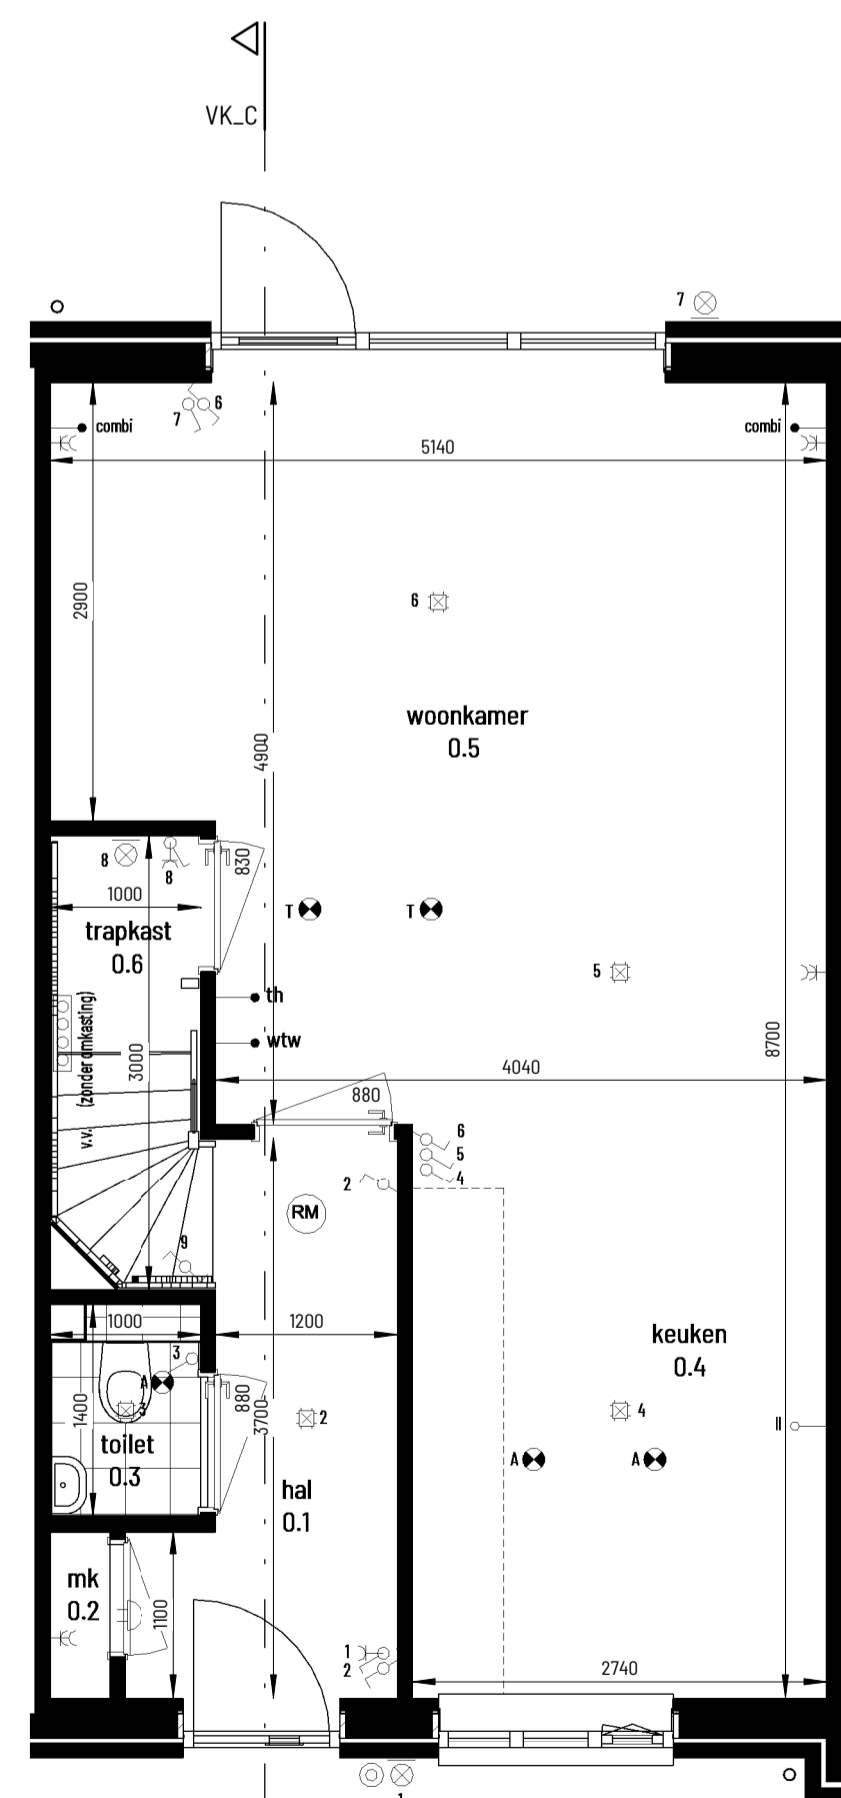 VK_C
7
6
7
combi
combi
5140
2900
6
woonkamer
0.5
4900
8
8
830
1000
trapkast
0.6
T
T
5
th
wtw
v.v. (zonder omkasting)
3000
8700
4040
880
6
5
4
2
RM
9
1000
1200
keuken
0.4
3
A
880
3700
1400
3
2
4
II
toilet
0.3
A
A
hal
0.1
mk
0.2
1100
1
2
2740
1